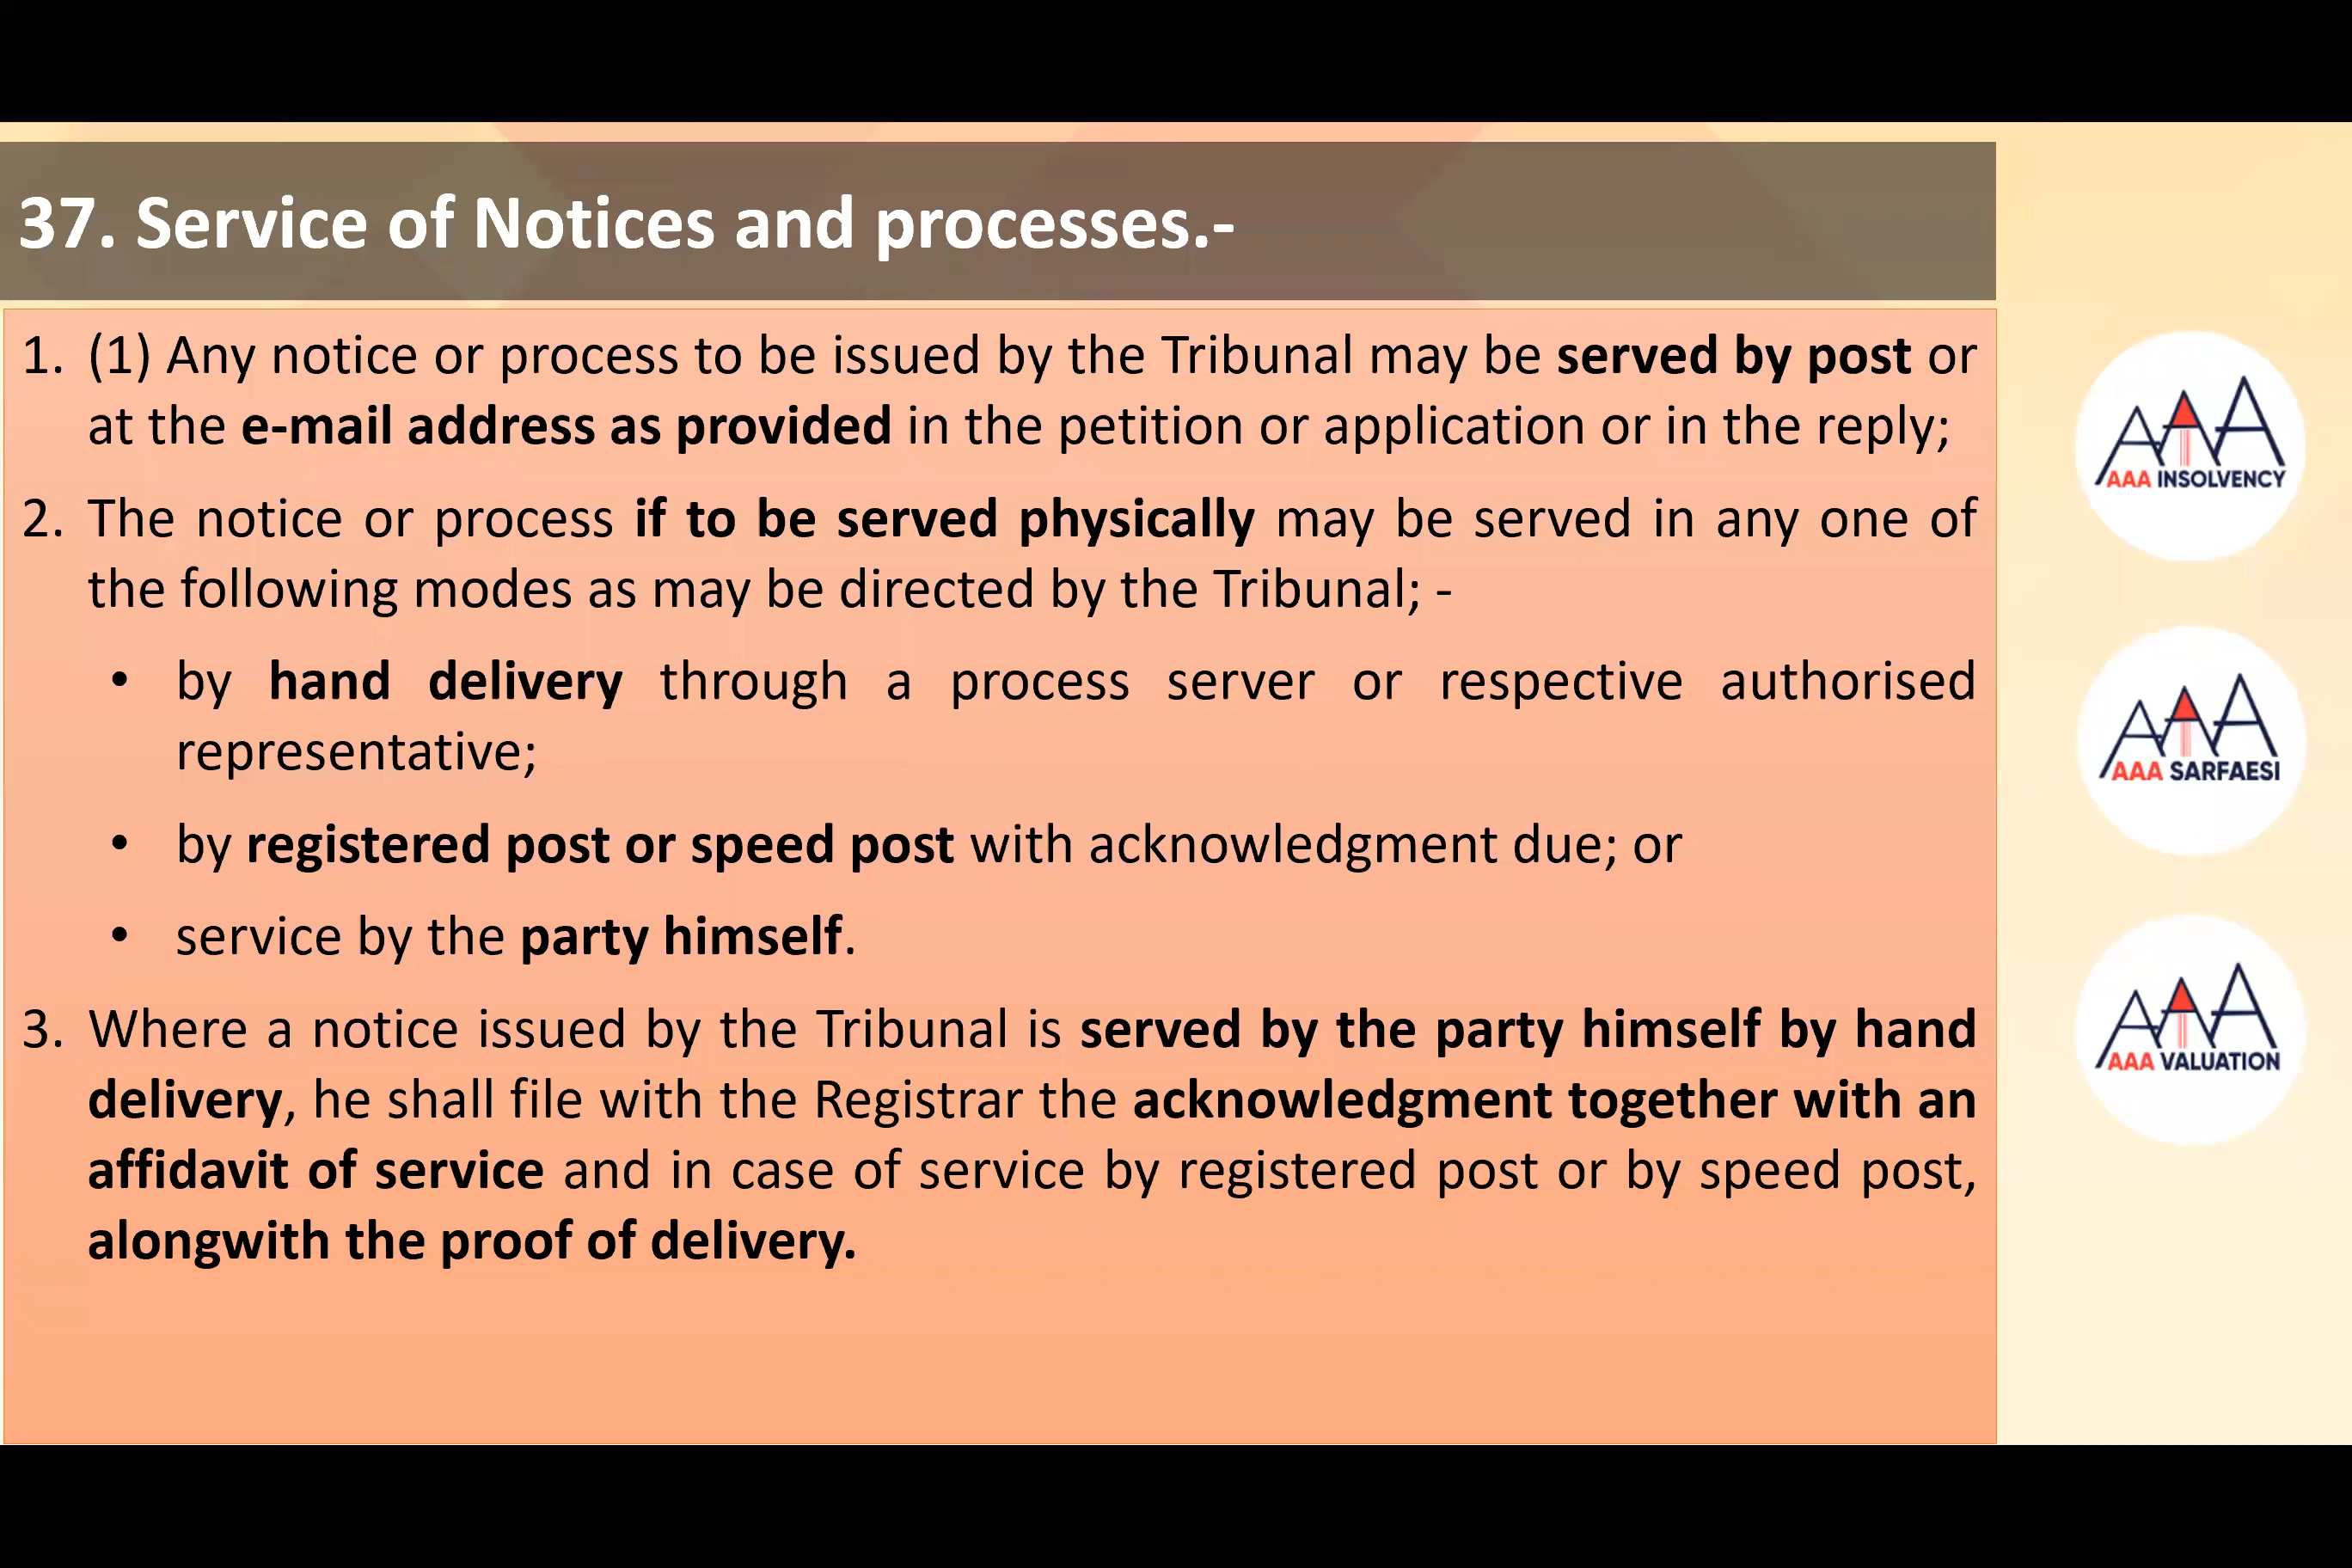 37. Service of Notices and processes.-
1. (1) Any notice or process to be issued by the Tribunal may be served by post or
at the e-mail address as provided in the petition or application or in the reply;
2. The notice or process if to be served physically may be served in any one of
the following modes as may be directed by the Tribunal; -
• by hand delivery through a process server or respective authorised
representative;
• by registered post or speed post with acknowledgment due; or
• service by the party himself.
3. Where a notice issued by the Tribunal is served by the party himself by hand
delivery, he shall file with the Registrar the acknowledgment together with an
affidavit of service and in case of service by registered post or by speed post,
alongwith the proof of delivery.
AAA
AAA INSOLVENCY
AAA
AAA SARFAESI
AAA
AAA VALUATION